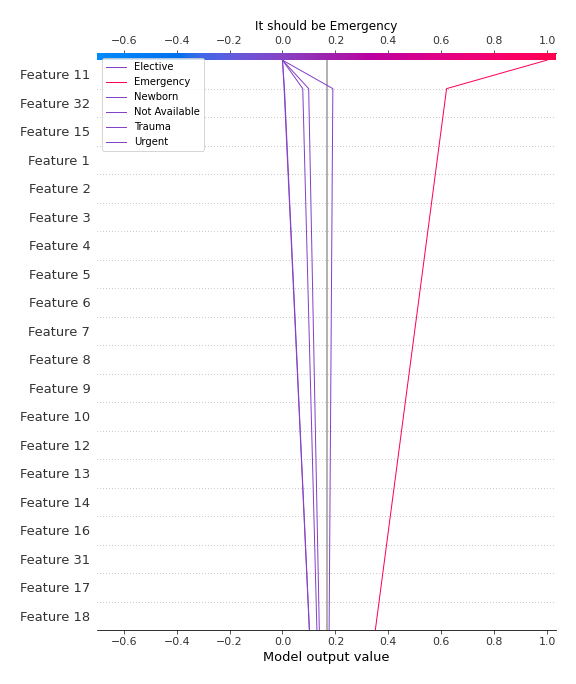 It should be Emergency
−0.6 −0.4 −0.2 0.0 0.2 0.4 0.6 0.8 1.0
Elective
Emergency
Newborn
Not Available
Trauma
Urgent
Feature 11
Feature 32
Feature 15
Feature 1
Feature 2
Feature 3
Feature 4
Feature 5
Feature 6
Feature 7
Feature 8
Feature 9
Feature 10
Feature 12
Feature 13
Feature 14
Feature 16
Feature 31
Feature 17
Feature 18
−0.6 −0.4 −0.2 0.0 0.2 0.4 0.6 0.8 1.0
Model output value